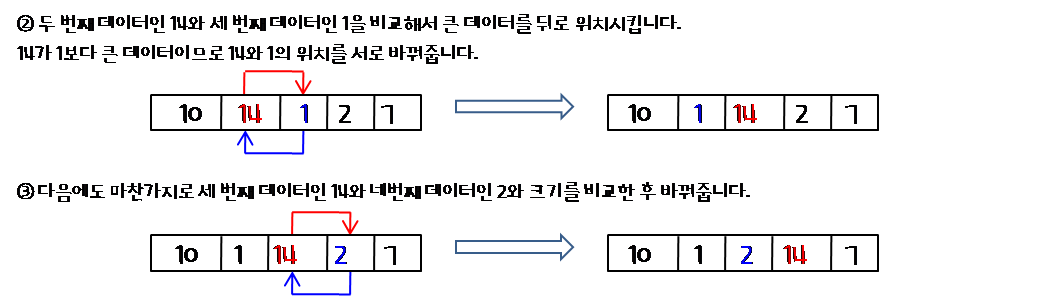 ② 두 번째 데이터인 14와 세 번째 데이터인 1을 비교해서 큰 데이터를 뒤로 위치시킵니다.
14가 1보다 큰 데이터이므로 14와 1의 위치를 서로 바꿔줍니다.
10 14 1 2 7 10 1 14 2 7
③ 다음에도 마찬가지로 세 번째 데이터인 14와 네번째 데이터인 2와 크기를 비교한 후 바꿔줍니다.
10 1 14 2 7 10 1 2 14 7